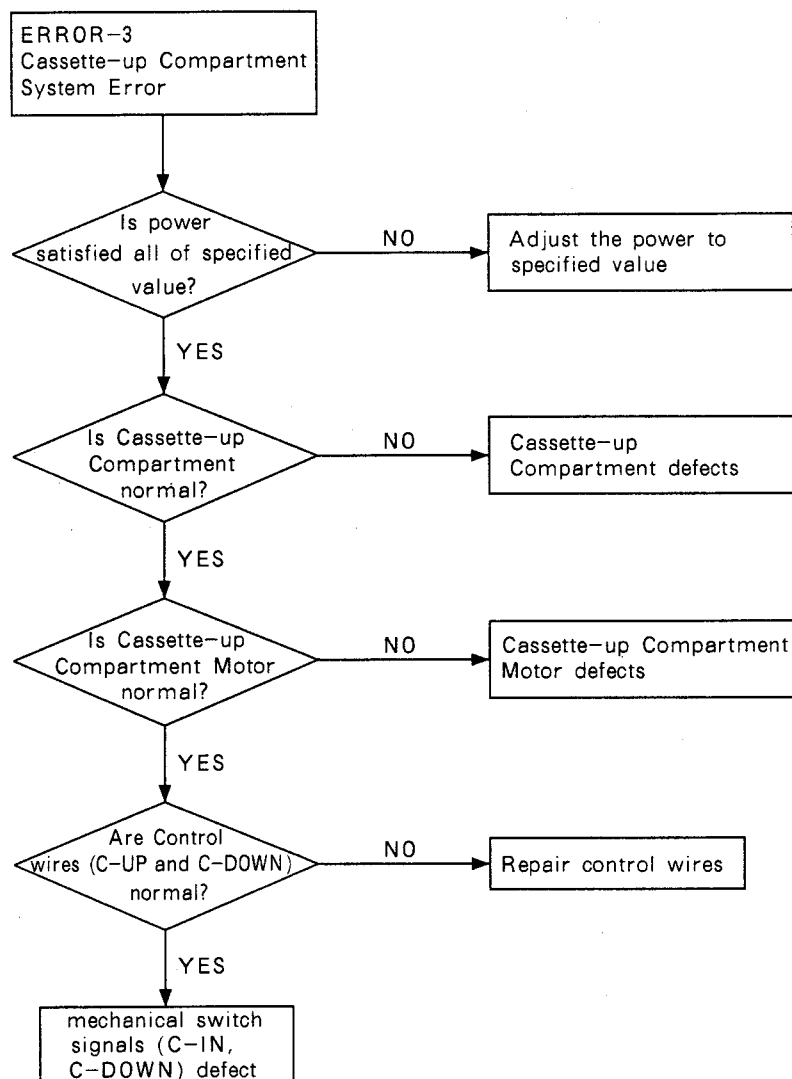 ERROR-3
Cassette-up Compartment
System Error
Is power
satisfied all of specified
value?
NO
Adjust the power to
specified value
YES
Is Cassette-up
Compartment
normal?
NO
Cassette-up
Compartment defects
YES
Is Cassette-up
Compartment Motor
normal?
NO
Cassette-up Compartment
Motor defects
YES
Are Control
wires (C-UP and C-DOWN)
normal?
NO
Repair control wires
YES
mechanical switch
signals (C-IN,
C-DOWN) defect